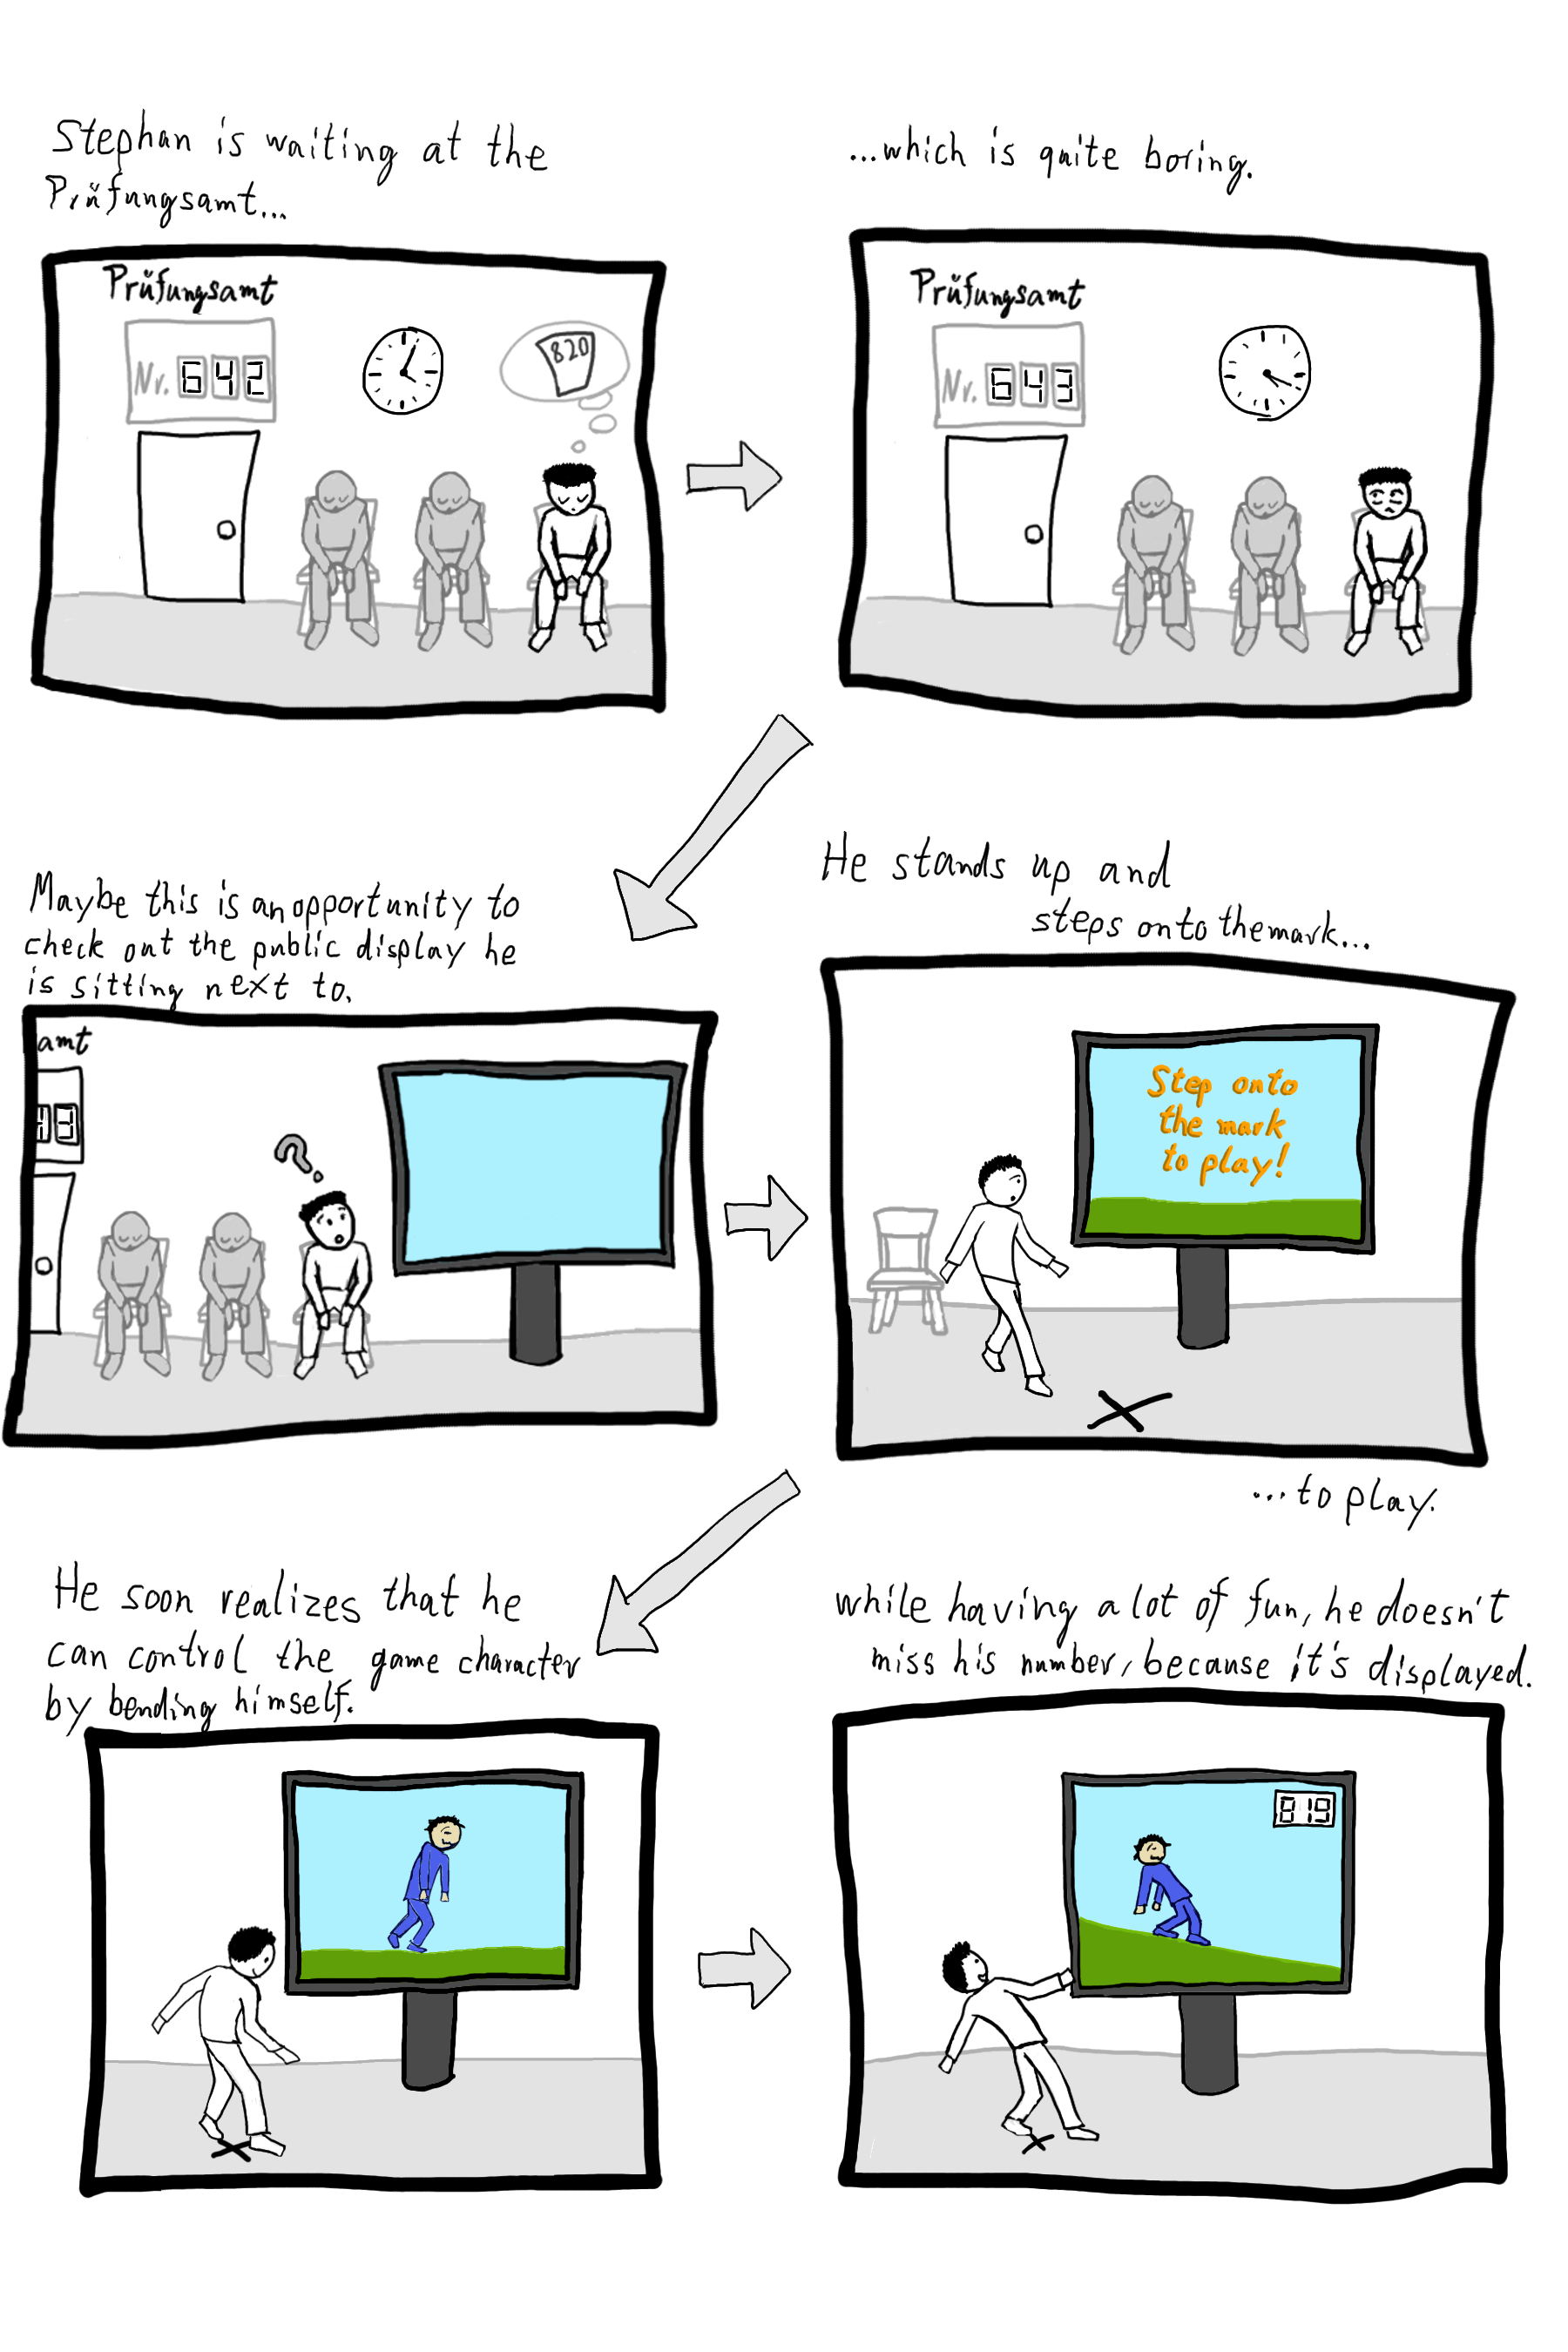 Stephan is waiting at the
Prüfungsamt...
Prüfungsamt
Nr. 642
820
...which is quite boring.
Prüfungsamt
Nr. 643
Maybe this is an opportunity to
check out the public display he
is sitting next to.
amt
43
?
He stands up and
steps onto the mark...
Step onto
the mark
to play!
...to play.
He soon realizes that he
can control the game character
by bending himself.
while having a lot of fun, he doesn't
miss his number, because it's displayed.
819